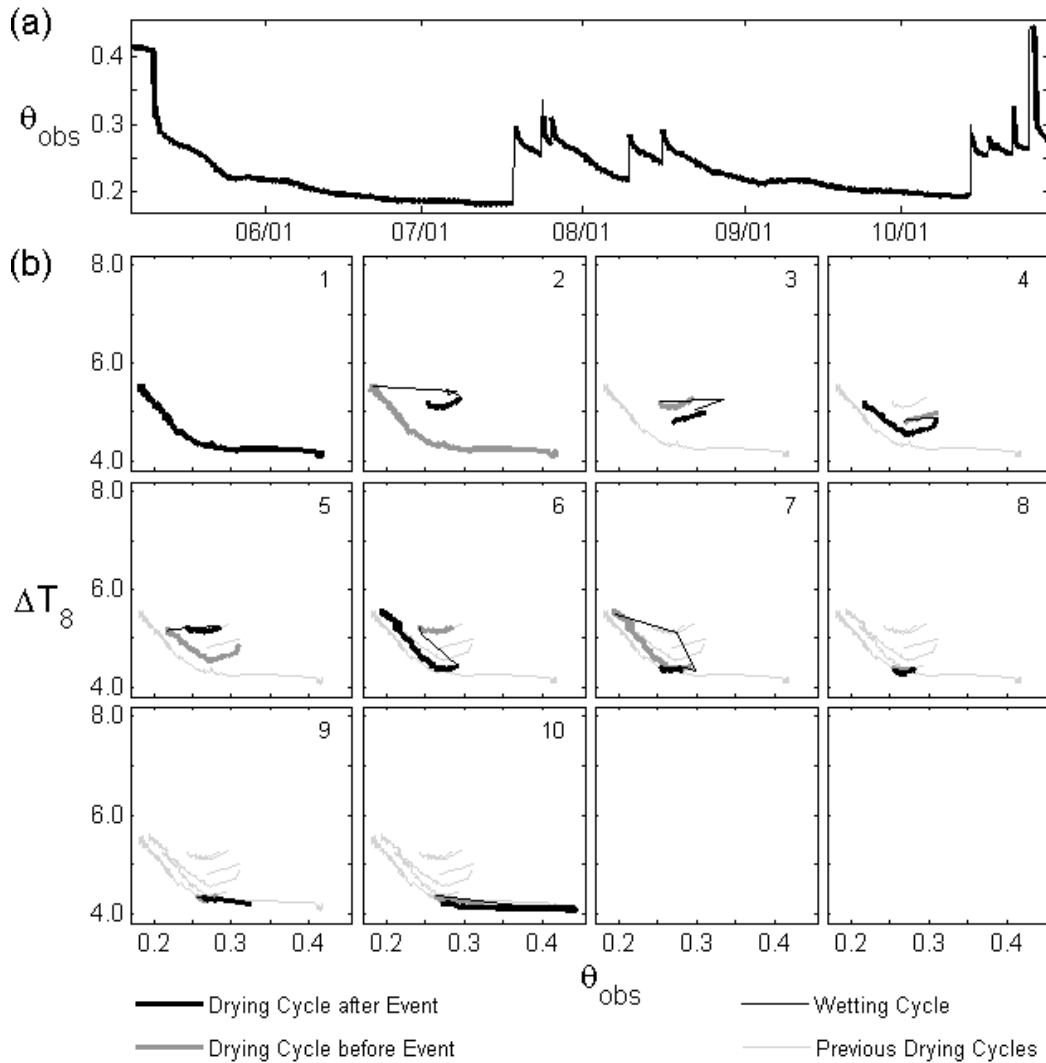 (a)
0.4
0.3
0.2
θobs
06/01 07/01 08/01 09/01 10/01
(b)
8.0
6.0
4.0
1 2 3 4
8.0
6.0
4.0
5 6 7 8
ΔT8
8.0
6.0
4.0
9 10
0.2 0.3 0.4 0.2 0.3 0.4 0.2 0.3 0.4 0.2 0.3 0.4
θobs
Drying Cycle after Event
Wetting Cycle
Drying Cycle before Event
Previous Drying Cycles